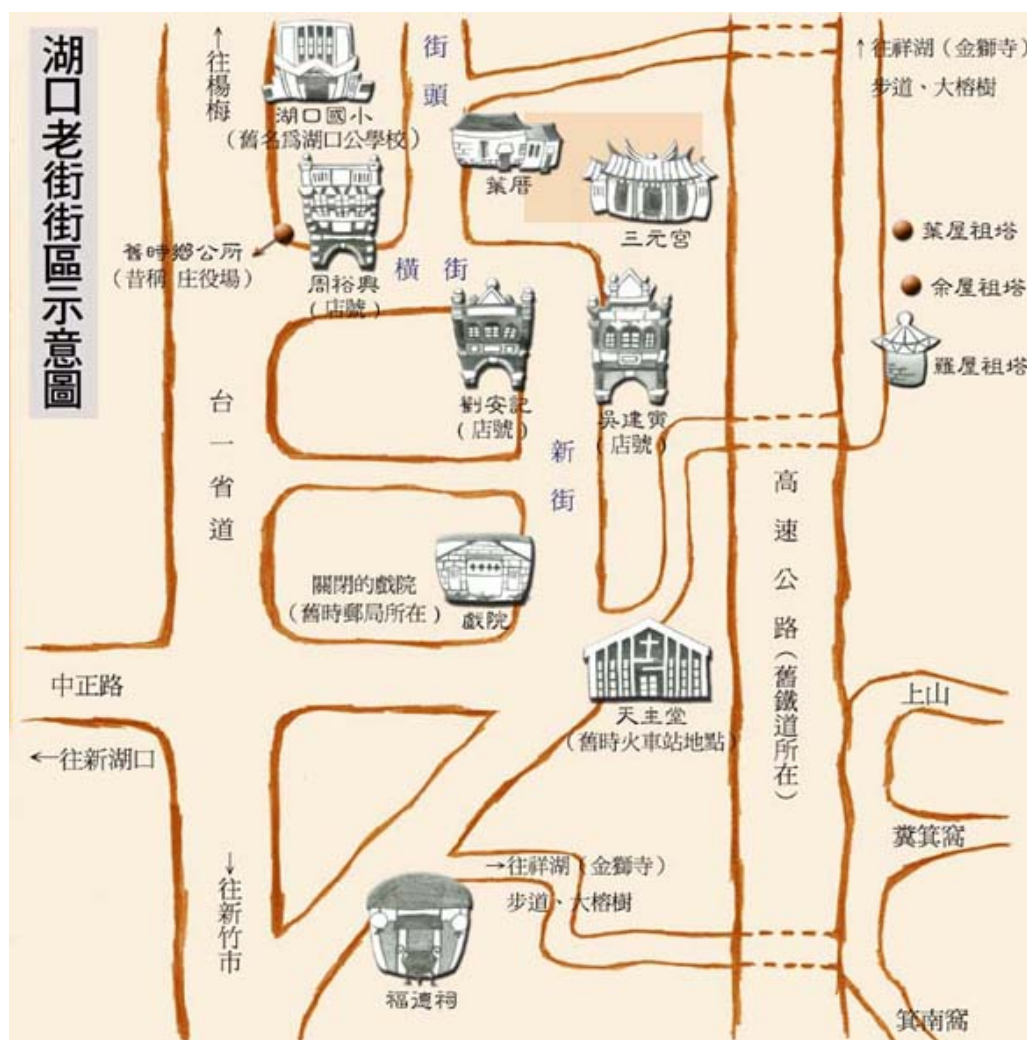 湖口老街街區示意圖
↑往楊梅
湖口國小
（舊名為湖口公學校）
街頭
↑往祥湖（金獅寺）
步道、大榕樹
葉厝
三元宮
舊時鄉公所
（昔稱 庄役場）
周裕興
（店號）
橫街
葉屋祖塔
余屋祖塔
羅屋祖塔
劉安記
（店號）
吳建寅
（店號）
台一省道
新街
高速公路（舊鐵道所在）
關閉的戲院
（舊時郵局所在）
戲院
中正路
←往新湖口
天主堂
（舊時火車站地點）
上山
糞箕窩
→往祥湖（金獅寺）
步道、大榕樹
↓往新竹市
福德祠
箕南窩